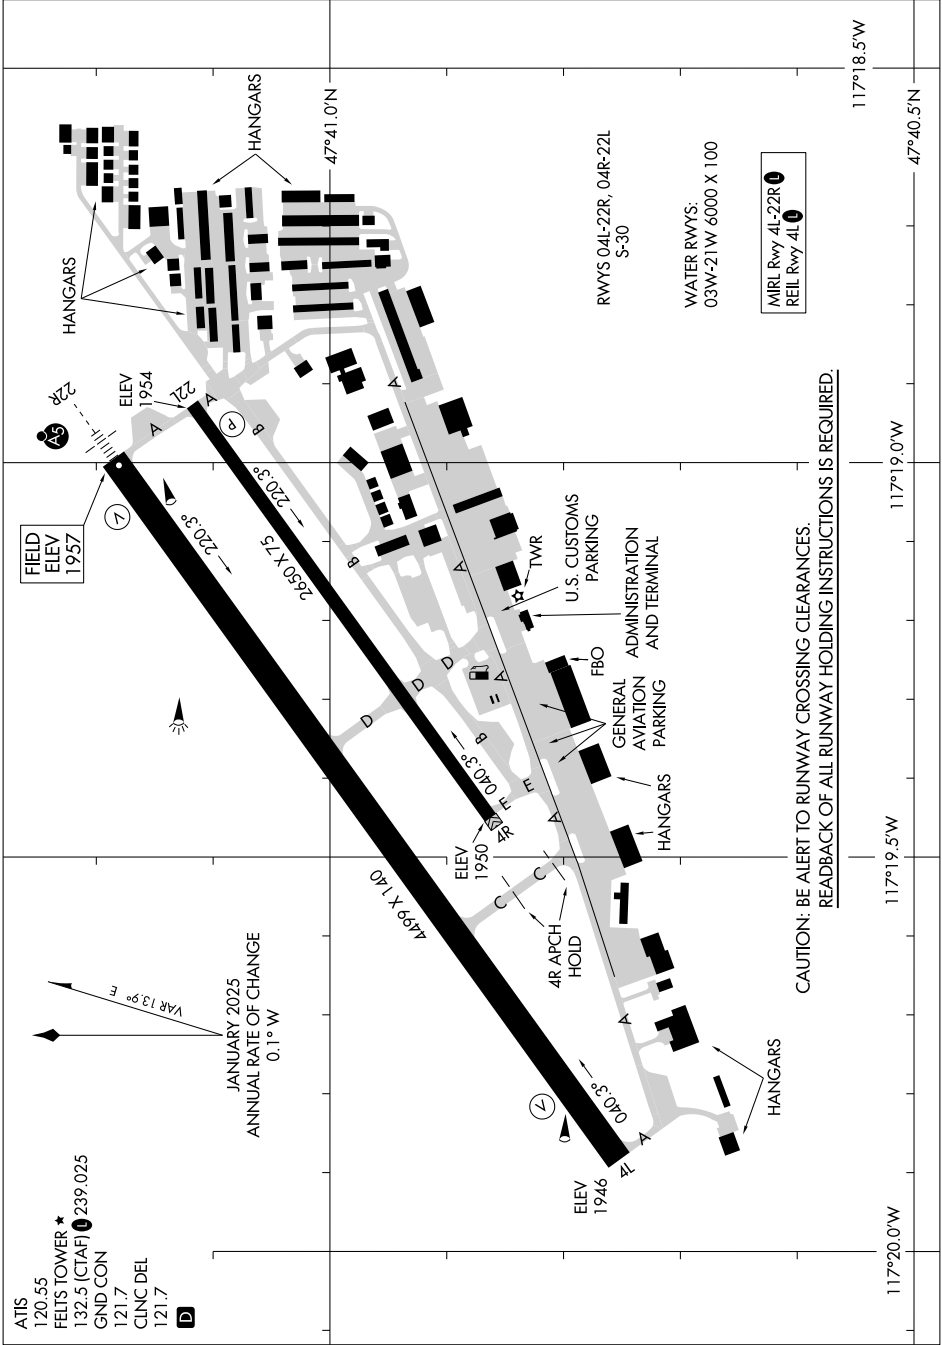 ATIS
120.55
FELTS TOWER ★
132.5 (CTAF) L 239.025
GND CON
121.7
CLNC DEL
121.7
D
VAR 13.9° E
JANUARY 2025
ANNUAL RATE OF CHANGE
0.1° W
FIELD
ELEV
1957
A5
22R
V
220.3°
4499 X 140
040.3°
V
4L
ELEV
1946
ELEV
1954
22L
P
220.3°
2650 X 75
040.3°
4R
ELEV
1950
A
A
B
B
B
D
D
D
E
E
C
C
A
A
A
A
A
A
4R APCH
HOLD
HANGARS
HANGARS
47°41.0'N
TWR
U.S. CUSTOMS
PARKING
ADMINISTRATION
AND TERMINAL
FBO
GENERAL
AVIATION
PARKING
HANGARS
HANGARS
RWYS 04L-22R, 04R-22L
S-30
WATER RWYS:
03W-21W 6000 X 100
MIRL Rwy 4L-22R L
REIL Rwy 4L L
CAUTION: BE ALERT TO RUNWAY CROSSING CLEARANCES.
READBACK OF ALL RUNWAY HOLDING INSTRUCTIONS IS REQUIRED.
47°40.5'N
117°20.0'W
117°19.5'W
117°19.0'W
117°18.5'W